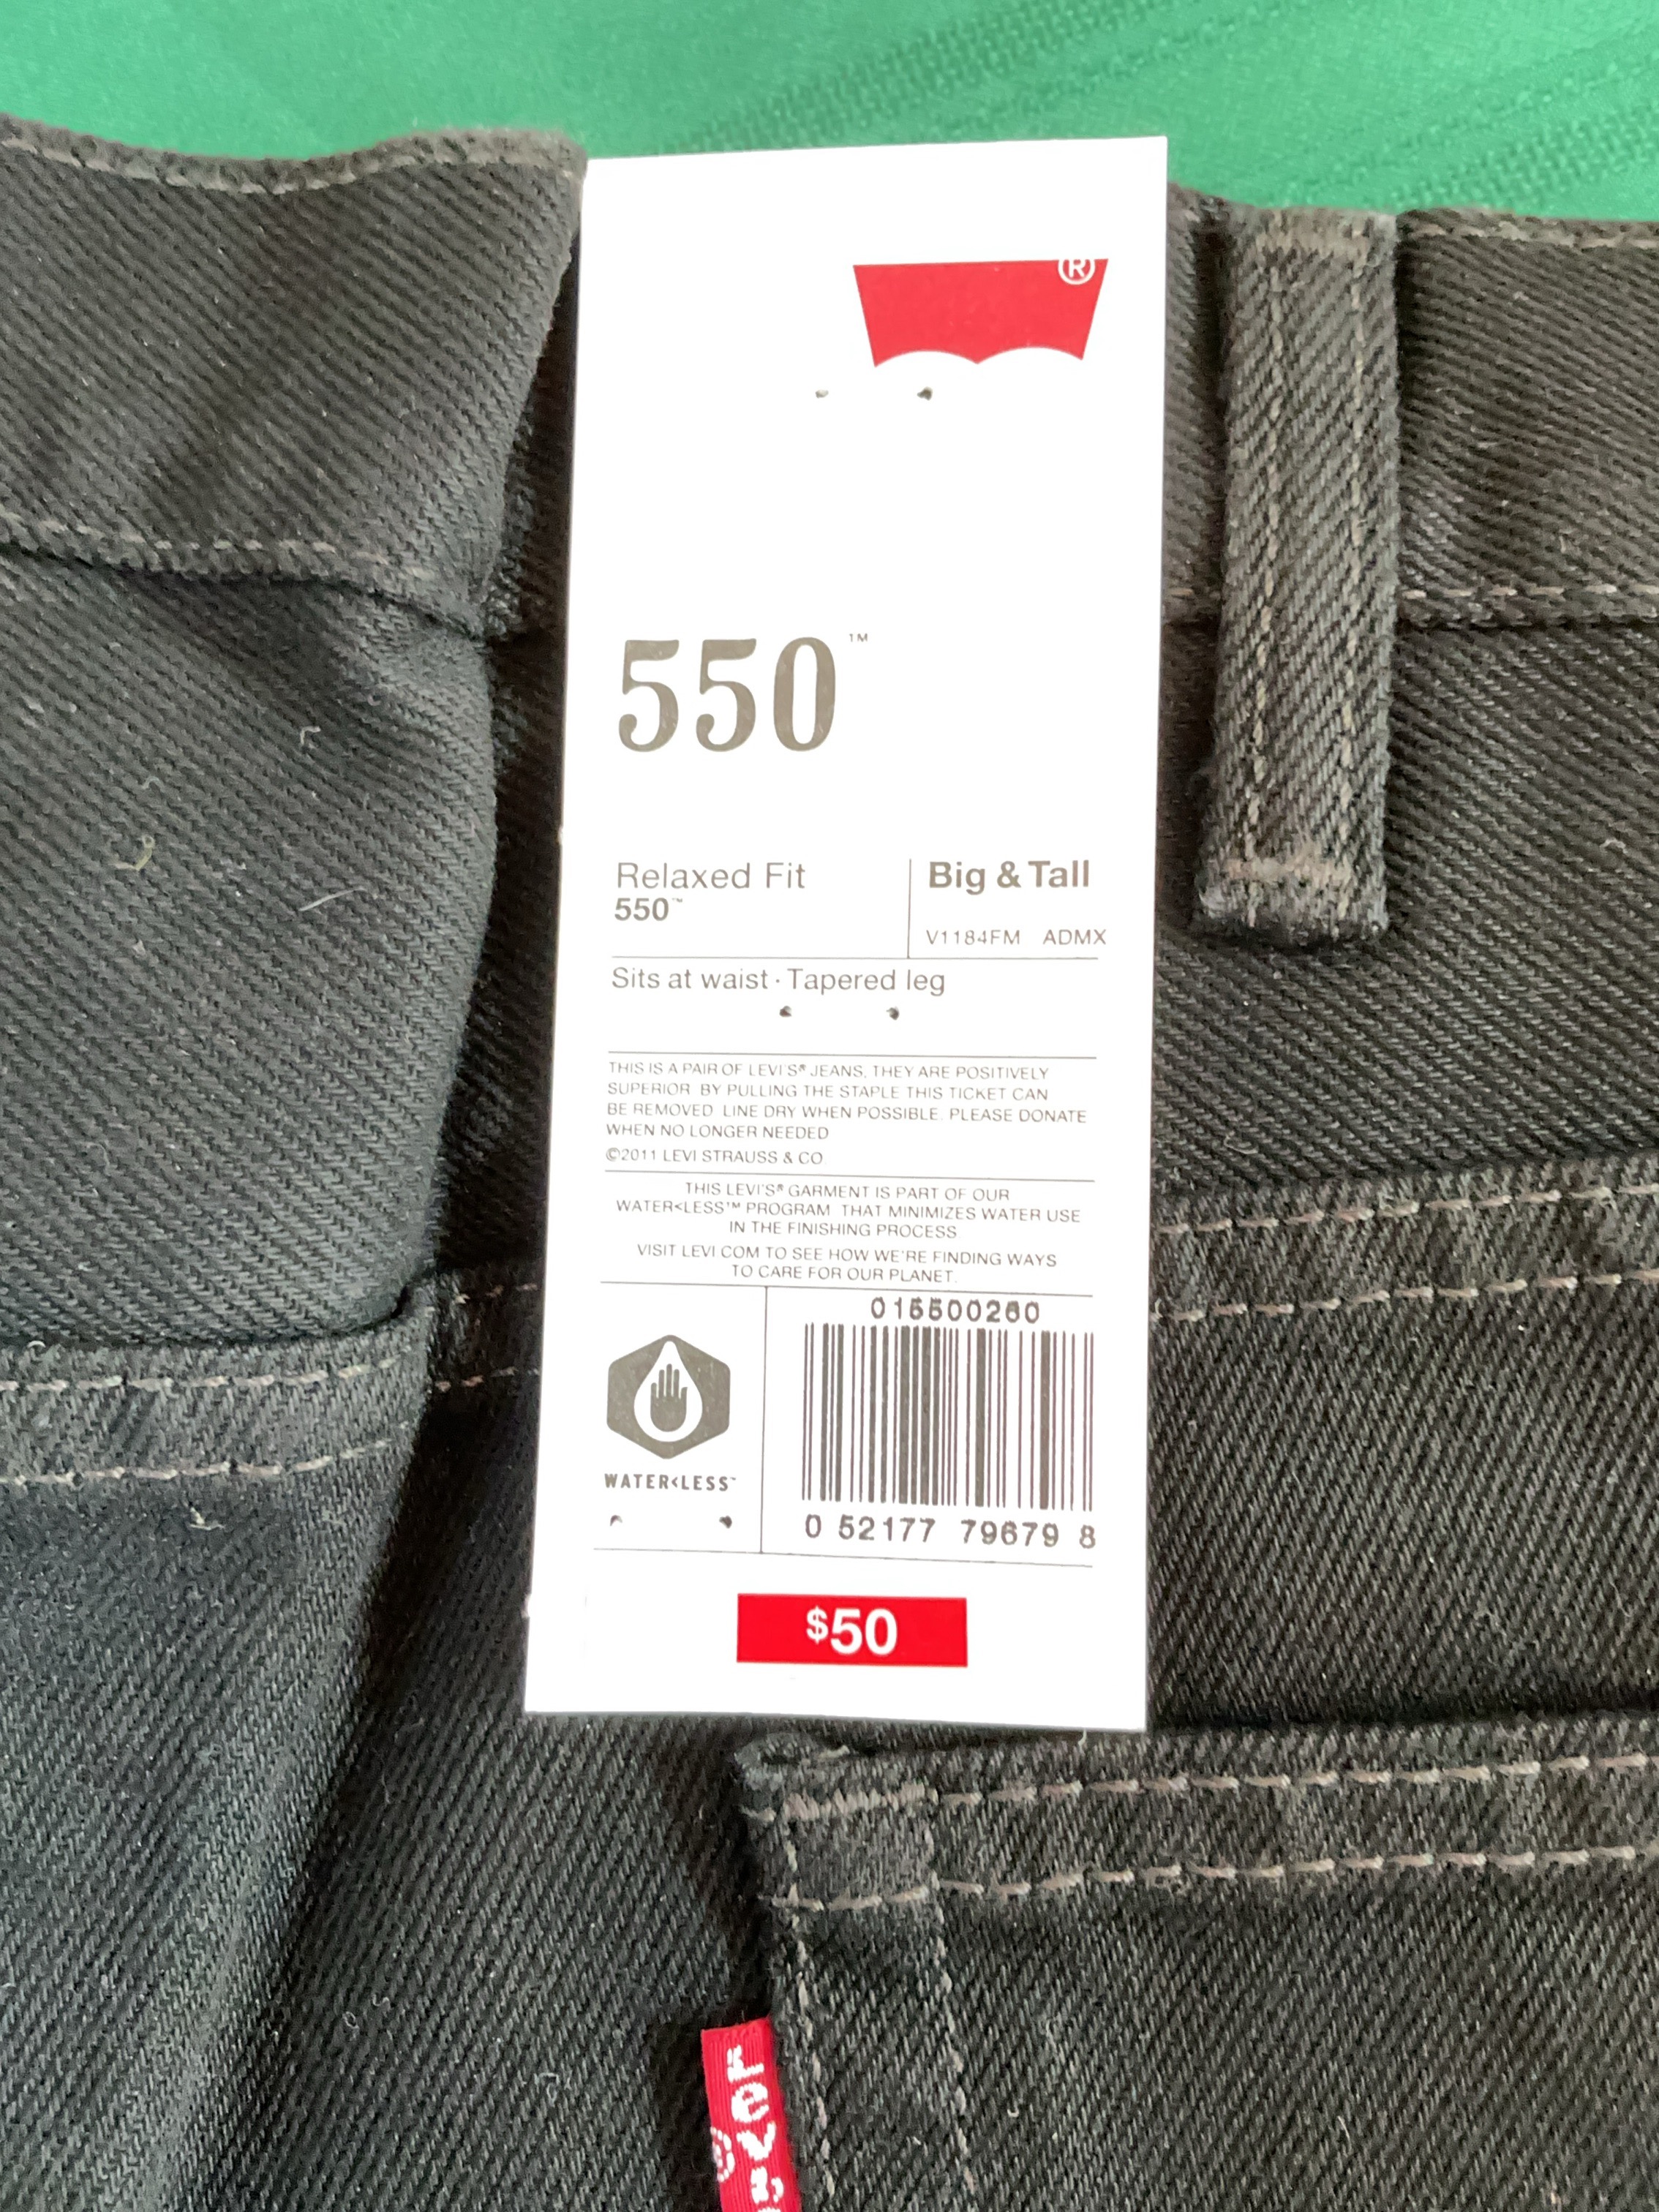 ®
550™
Relaxed Fit
550™
Big & Tall
V1184FM ADMX
Sits at waist · Tapered leg
THIS IS A PAIR OF LEVI'S® JEANS, THEY ARE POSITIVELY
SUPERIOR BY PULLING THE STAPLE THIS TICKET CAN
BE REMOVED LINE DRY WHEN POSSIBLE. PLEASE DONATE
WHEN NO LONGER NEEDED
©2011 LEVI STRAUSS & CO
THIS LEVI'S® GARMENT IS PART OF OUR
WATER<LESS™ PROGRAM THAT MINIMIZES WATER USE
IN THE FINISHING PROCESS
VISIT LEVI COM TO SEE HOW WE'RE FINDING WAYS
TO CARE FOR OUR PLANET.
015500260
WATER<LESS™
0 52177 79679 8
$50
Levi's
®